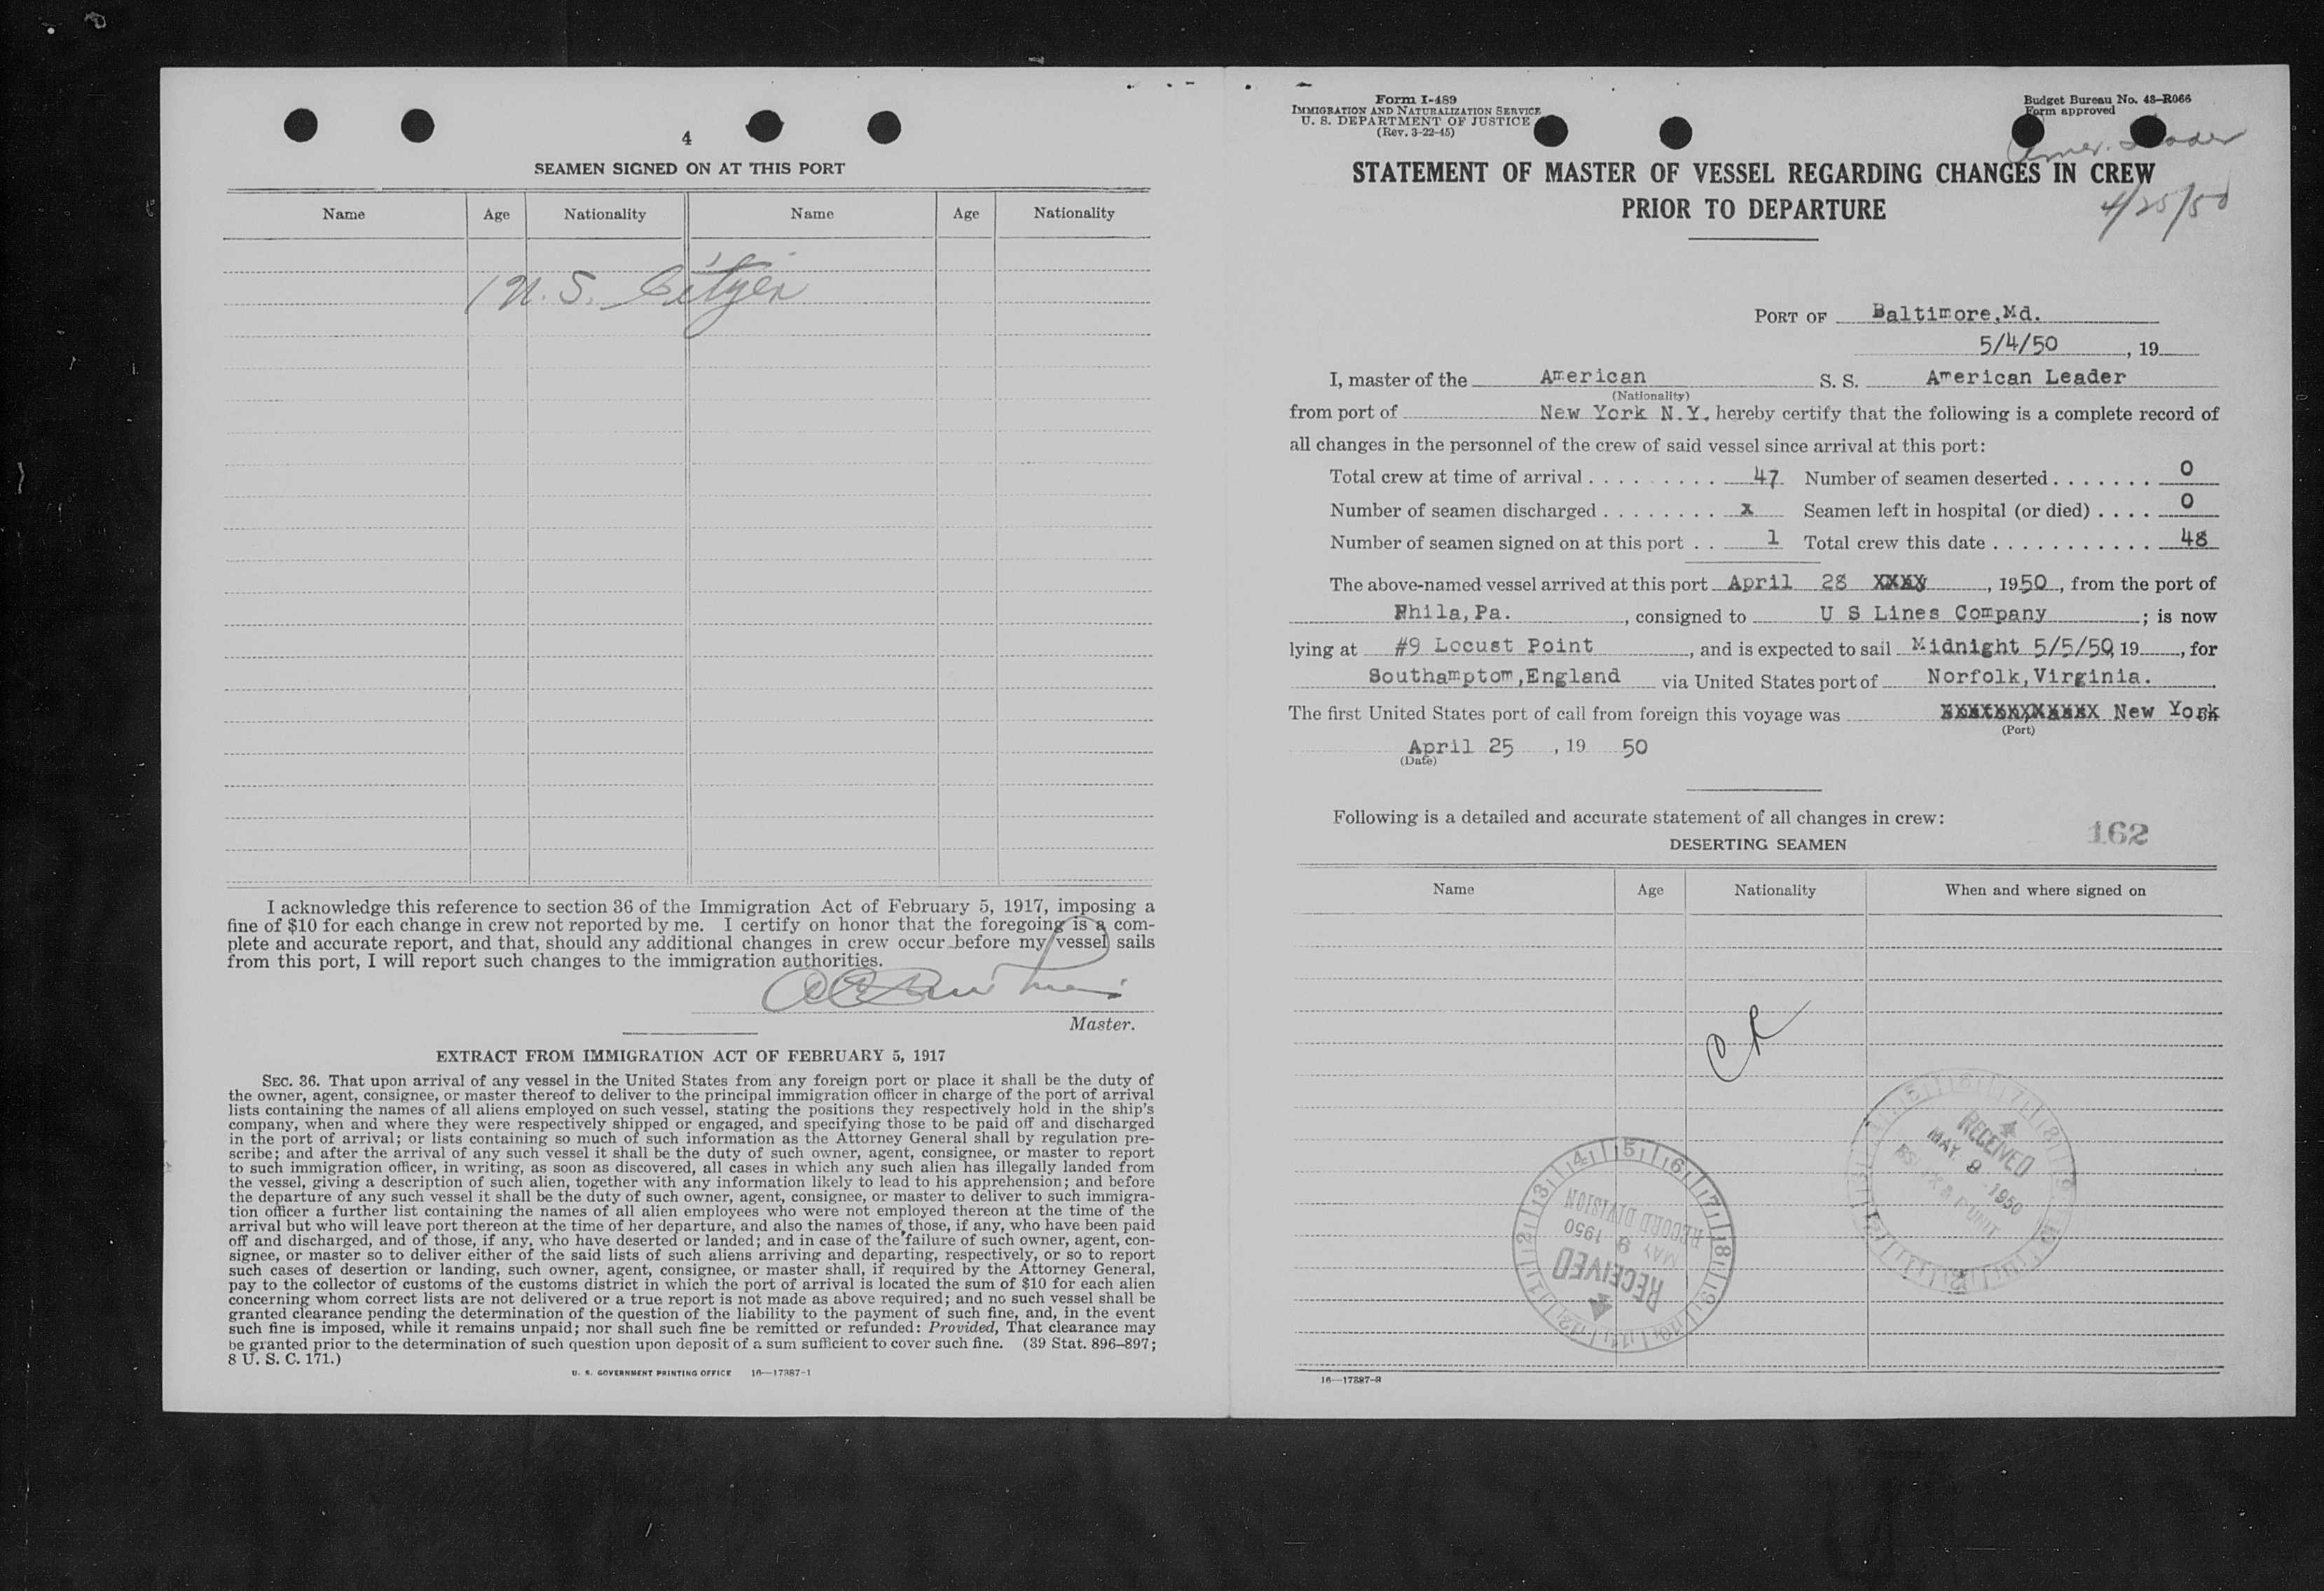 4
SEAMEN SIGNED ON AT THIS PORT
Name Age Nationality Name Age Nationality
1 U. S. Citizen
I acknowledge this reference to section 36 of the Immigration Act of February 5, 1917, imposing a
fine of $10 for each change in crew not reported by me. I certify on honor that the foregoing is a com-
plete and accurate report, and that, should any additional changes in crew occur before my vessel sails
from this port, I will report such changes to the immigration authorities.
Master.
EXTRACT FROM IMMIGRATION ACT OF FEBRUARY 5, 1917
SEC. 36. That upon arrival of any vessel in the United States from any foreign port or place it shall be the duty of
the owner, agent, consignee, or master thereof to deliver to the principal immigration officer in charge of the port of arrival
lists containing the names of all aliens employed on such vessel, stating the positions they respectively hold in the ship's
company, when and where they were respectively shipped or engaged, and specifying those to be paid off and discharged
in the port of arrival; or lists containing so much of such information as the Attorney General shall by regulation pre-
scribe; and after the arrival of any such vessel it shall be the duty of such owner, agent, consignee, or master to report
to such immigration officer, in writing, as soon as discovered, all cases in which any such alien has illegally landed from
the vessel, giving a description of such alien, together with any information likely to lead to his apprehension; and before
the departure of any such vessel it shall be the duty of such owner, agent, consignee, or master to deliver to such immigra-
tion officer a further list containing the names of all alien employees who were not employed thereon at the time of the
arrival but who will leave port thereon at the time of her departure, and also the names of those, if any, who have been paid
off and discharged, and of those, if any, who have deserted or landed; and in case of the failure of such owner, agent, con-
signee, or master so to deliver either of the said lists of such aliens arriving and departing, respectively, or so to report
such cases of desertion or landing, such owner, agent, consignee, or master shall, if required by the Attorney General,
pay to the collector of customs of the customs district in which the port of arrival is located the sum of $10 for each alien
concerning whom correct lists are not delivered or a true report is not made as above required; and no such vessel shall be
granted clearance pending the determination of the question of the liability to the payment of such fine, and, in the event
such fine is imposed, while it remains unpaid; nor shall such fine be remitted or refunded: Provided, That clearance may
be granted prior to the determination of such question upon deposit of a sum sufficient to cover such fine. (39 Stat. 896–897;
8 U. S. C. 171.)
U. S. GOVERNMENT PRINTING OFFICE 16—17387-1
Form I-489
IMMIGRATION AND NATURALIZATION SERVICE
U. S. DEPARTMENT OF JUSTICE
(Rev. 3-22-45)
Budget Bureau No. 43–R066
Form approved
Amer. Leader
4/25/50
STATEMENT OF MASTER OF VESSEL REGARDING CHANGES IN CREW
PRIOR TO DEPARTURE
PORT OF Baltimore,Md.
5/4/50, 19
I, master of the American S. S. American Leader
(Nationality)
from port of New York N.Y. hereby certify that the following is a complete record of
all changes in the personnel of the crew of said vessel since arrival at this port:
Total crew at time of arrival . . . . . . . . . 47 Number of seamen deserted . . . . . . . 0
Number of seamen discharged . . . . . . . . x Seamen left in hospital (or died) . . . . 0
Number of seamen signed on at this port . . 1 Total crew this date . . . . . . . . . . . 48
The above-named vessel arrived at this port April 28 XXXX, 1950, from the port of
Phila,Pa., consigned to U S Lines Company; is now
lying at #9 Locust Point, and is expected to sail Midnight 5/5/50, 19, for
Southamptom,England via United States port of Norfolk,Virginia.
The first United States port of call from foreign this voyage was New York
(Port)
April 25, 19 50
(Date)
Following is a detailed and accurate statement of all changes in crew:
162
DESERTING SEAMEN
Name Age Nationality When and where signed on
RECEIVED
MAY 8 1950
RECORD DIVISION
RECEIVED
MAY. 9 1950
UNIT